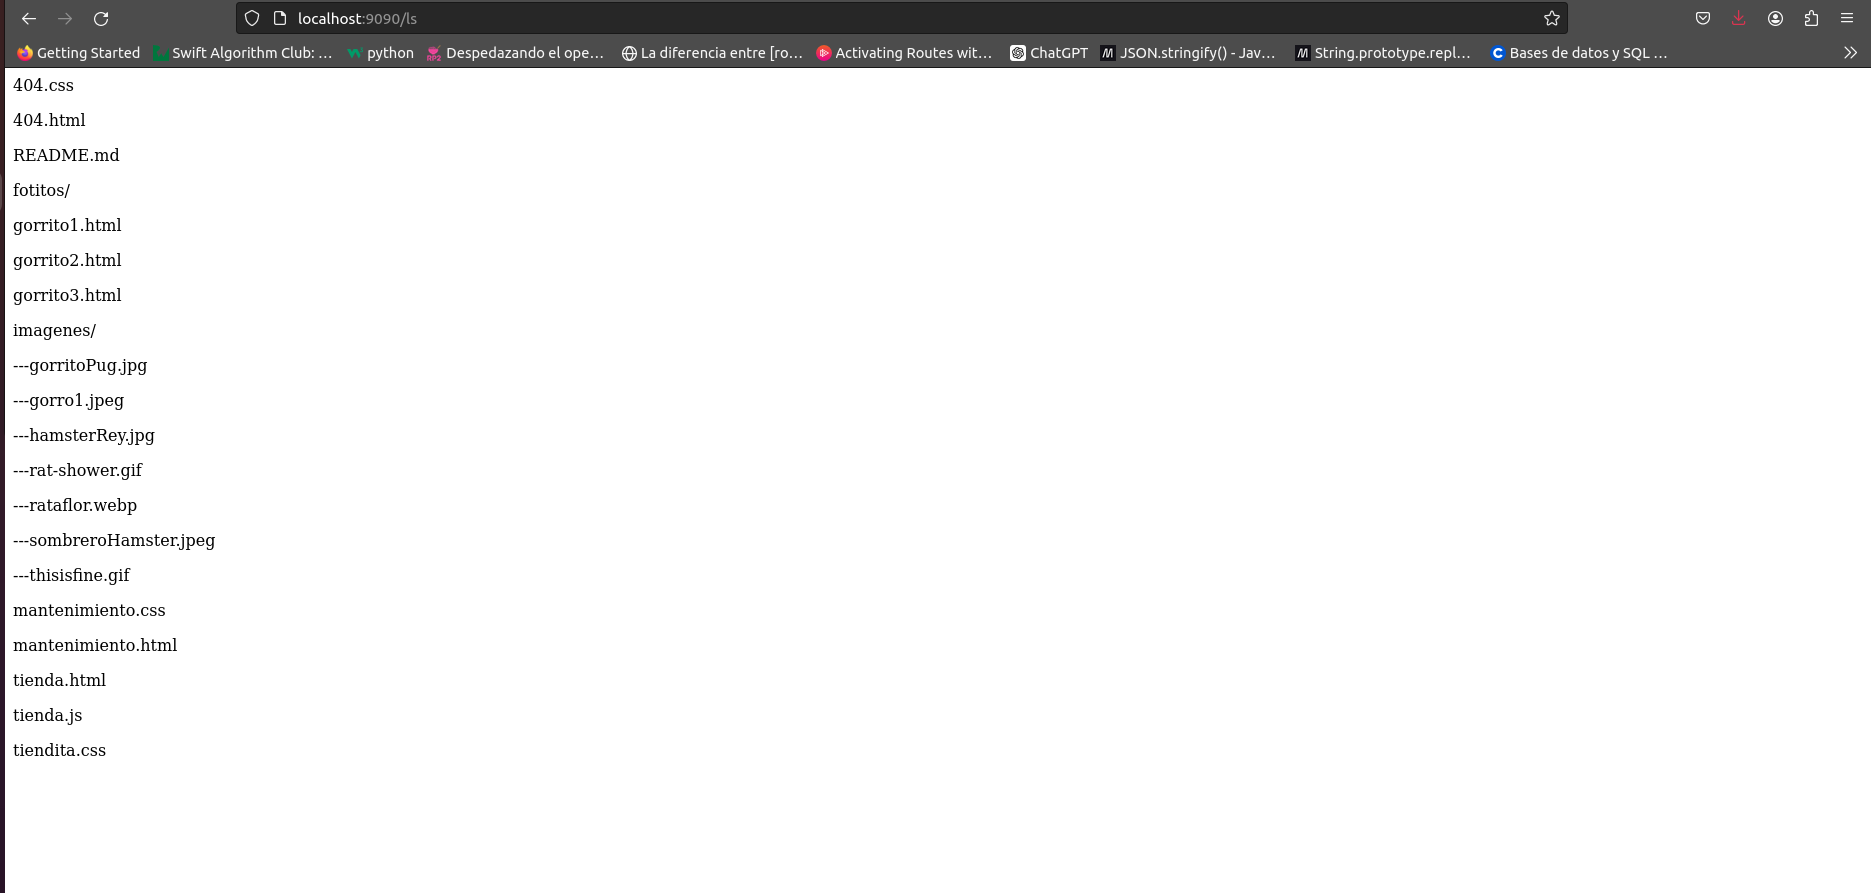 localhost:9090/ls
Getting Started Swift Algorithm Club: ... python Despedazando el ope... La diferencia entre [ro... Activating Routes wit... ChatGPT JSON.stringify() - Jav... String.prototype.repl... Bases de datos y SQL ...
404.css
404.html
README.md
fotitos/
gorrito1.html
gorrito2.html
gorrito3.html
imagenes/
---gorritoPug.jpg
---gorro1.jpeg
---hamsterRey.jpg
---rat-shower.gif
---rataflor.webp
---sombreroHamster.jpeg
---thisisfine.gif
mantenimiento.css
mantenimiento.html
tienda.html
tienda.js
tiendita.css